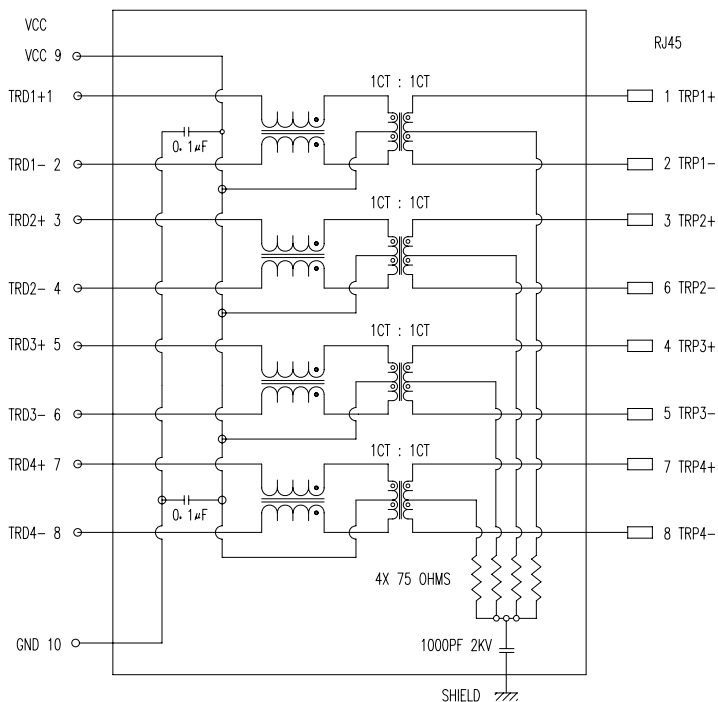 VCC
RJ45
VCC 9
1CT : 1CT
TRD1+1
1 TRP1+
0.1μF
TRD1- 2
2 TRP1-
1CT : 1CT
TRD2+ 3
3 TRP2+
TRD2- 4
6 TRP2-
1CT : 1CT
TRD3+ 5
4 TRP3+
TRD3- 6
5 TRP3-
1CT : 1CT
TRD4+ 7
7 TRP4+
0.1μF
TRD4- 8
8 TRP4-
4X 75 OHMS
GND 10
1000PF 2KV
SHIELD